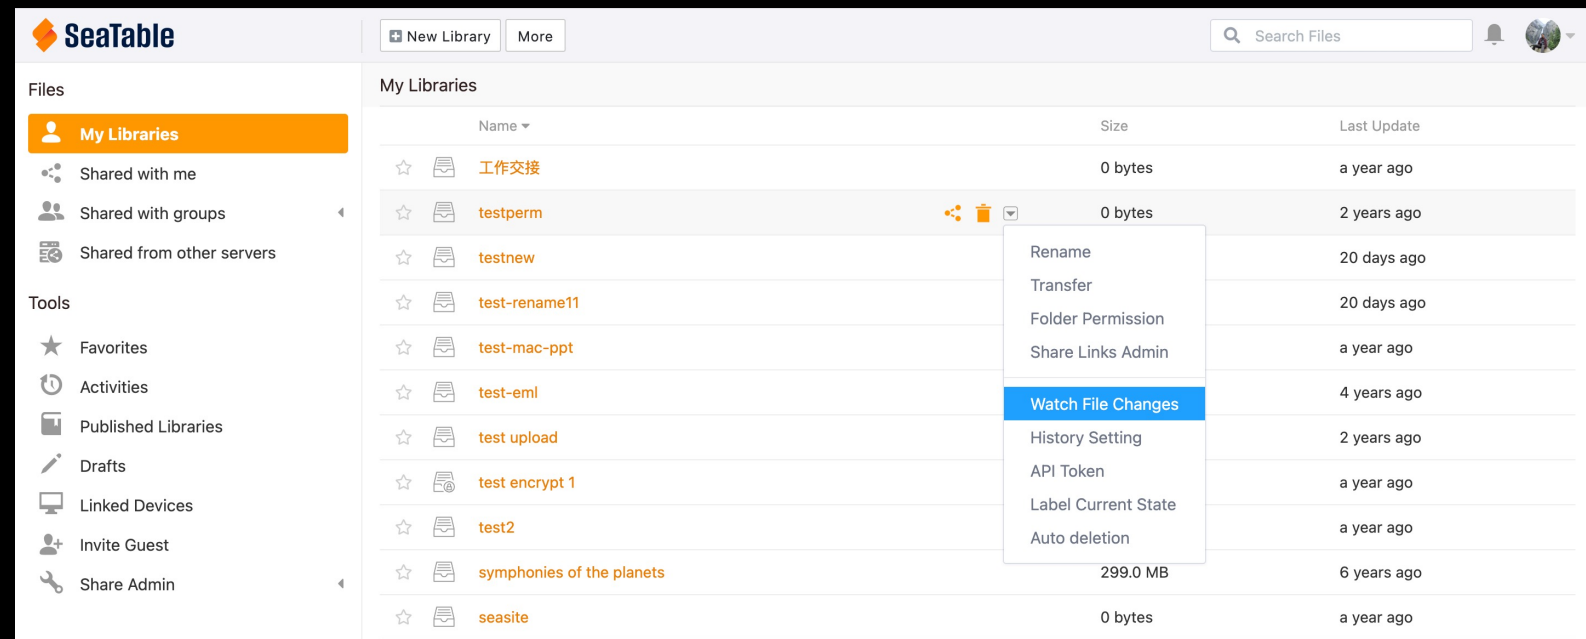 SeaTable
New Library
More
Search Files
Files
My Libraries
Shared with me
Shared with groups
Shared from other servers
Tools
Favorites
Activities
Published Libraries
Drafts
Linked Devices
Invite Guest
Share Admin
My Libraries
Name Size Last Update
工作交接 0 bytes a year ago
testperm 0 bytes 2 years ago
testnew 20 days ago
test-rename11 20 days ago
test-mac-ppt a year ago
test-eml 4 years ago
test upload 2 years ago
test encrypt 1 a year ago
test2 a year ago
symphonies of the planets 299.0 MB 6 years ago
seasite 0 bytes a year ago
Rename
Transfer
Folder Permission
Share Links Admin
Watch File Changes
History Setting
API Token
Label Current State
Auto deletion